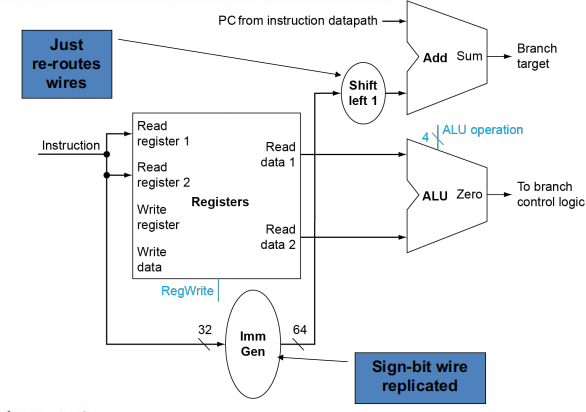 PC from instruction datapath
Just
re-routes
wires
Add Sum
Branch
target
Shift
left 1
4
ALU operation
Instruction
Read
register 1
Read
data 1
Read
register 2
Registers
ALU Zero
To branch
control logic
Write
register
Read
data 2
Write
data
RegWrite
32
64
Imm
Gen
Sign-bit wire
replicated